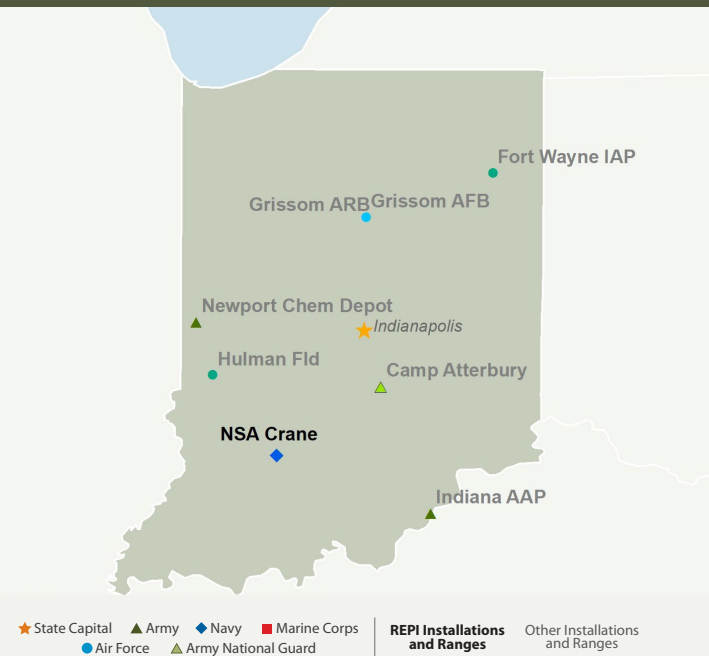 Fort Wayne IAP
Grissom ARB Grissom AFB
Newport Chem Depot
Indianapolis
Hulman Fld
Camp Atterbury
NSA Crane
Indiana AAP
State Capital Army Navy Marine Corps
Air Force Army National Guard
REPI Installations
and Ranges
Other Installations
and Ranges